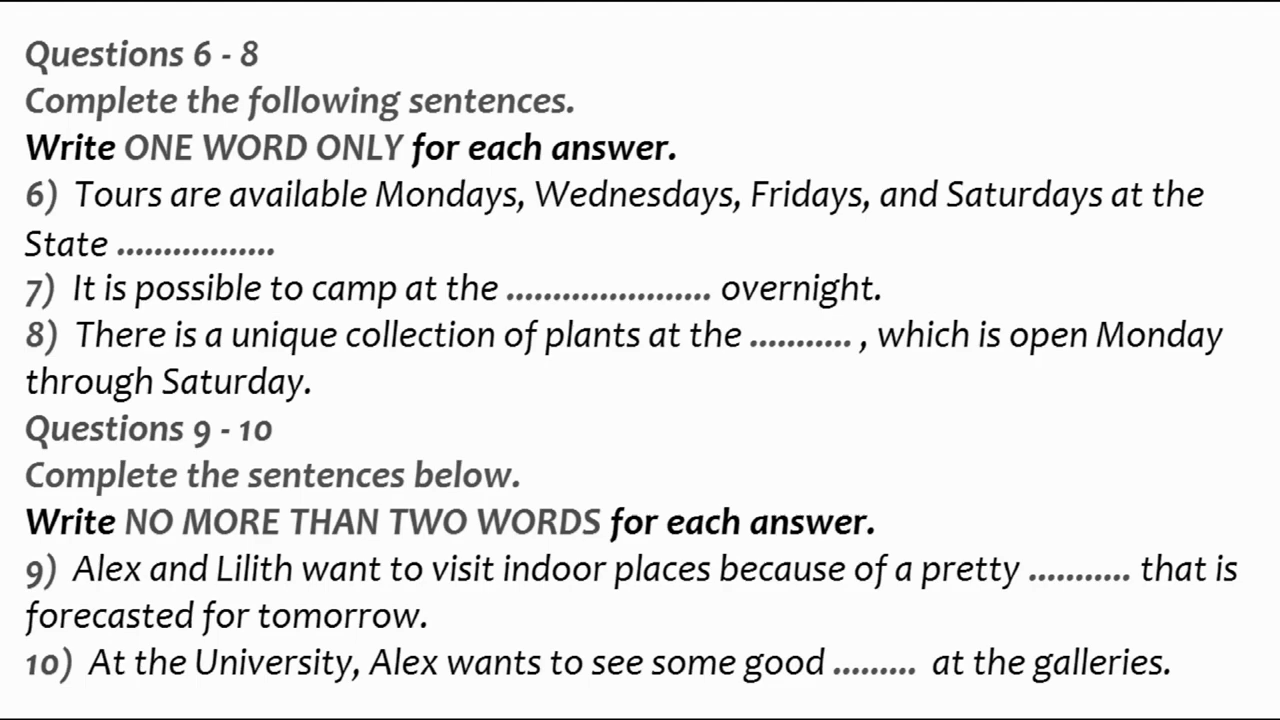 Questions 6 - 8
Complete the following sentences.
Write ONE WORD ONLY for each answer.
6) Tours are available Mondays, Wednesdays, Fridays, and Saturdays at the
State .................
7) It is possible to camp at the ...................... overnight.
8) There is a unique collection of plants at the ........... , which is open Monday
through Saturday.
Questions 9 - 10
Complete the sentences below.
Write NO MORE THAN TWO WORDS for each answer.
9) Alex and Lilith want to visit indoor places because of a pretty ........... that is
forecasted for tomorrow.
10) At the University, Alex wants to see some good ......... at the galleries.